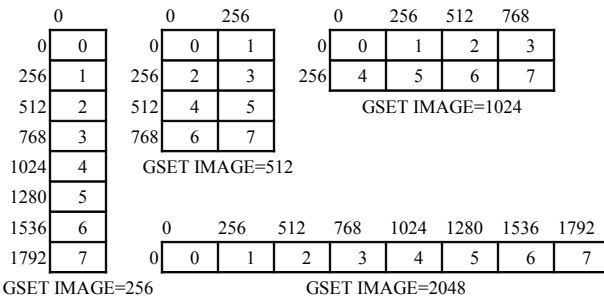 0
0 0
256 1
512 2
768 3
1024 4
1280 5
1536 6
1792 7
GSET IMAGE=256
0 256
0 0 1
256 2 3
512 4 5
768 6 7
GSET IMAGE=512
0 256 512 768
0 0 1 2 3
256 4 5 6 7
GSET IMAGE=1024
0 256 512 768 1024 1280 1536 1792
0 0 1 2 3 4 5 6 7
GSET IMAGE=2048